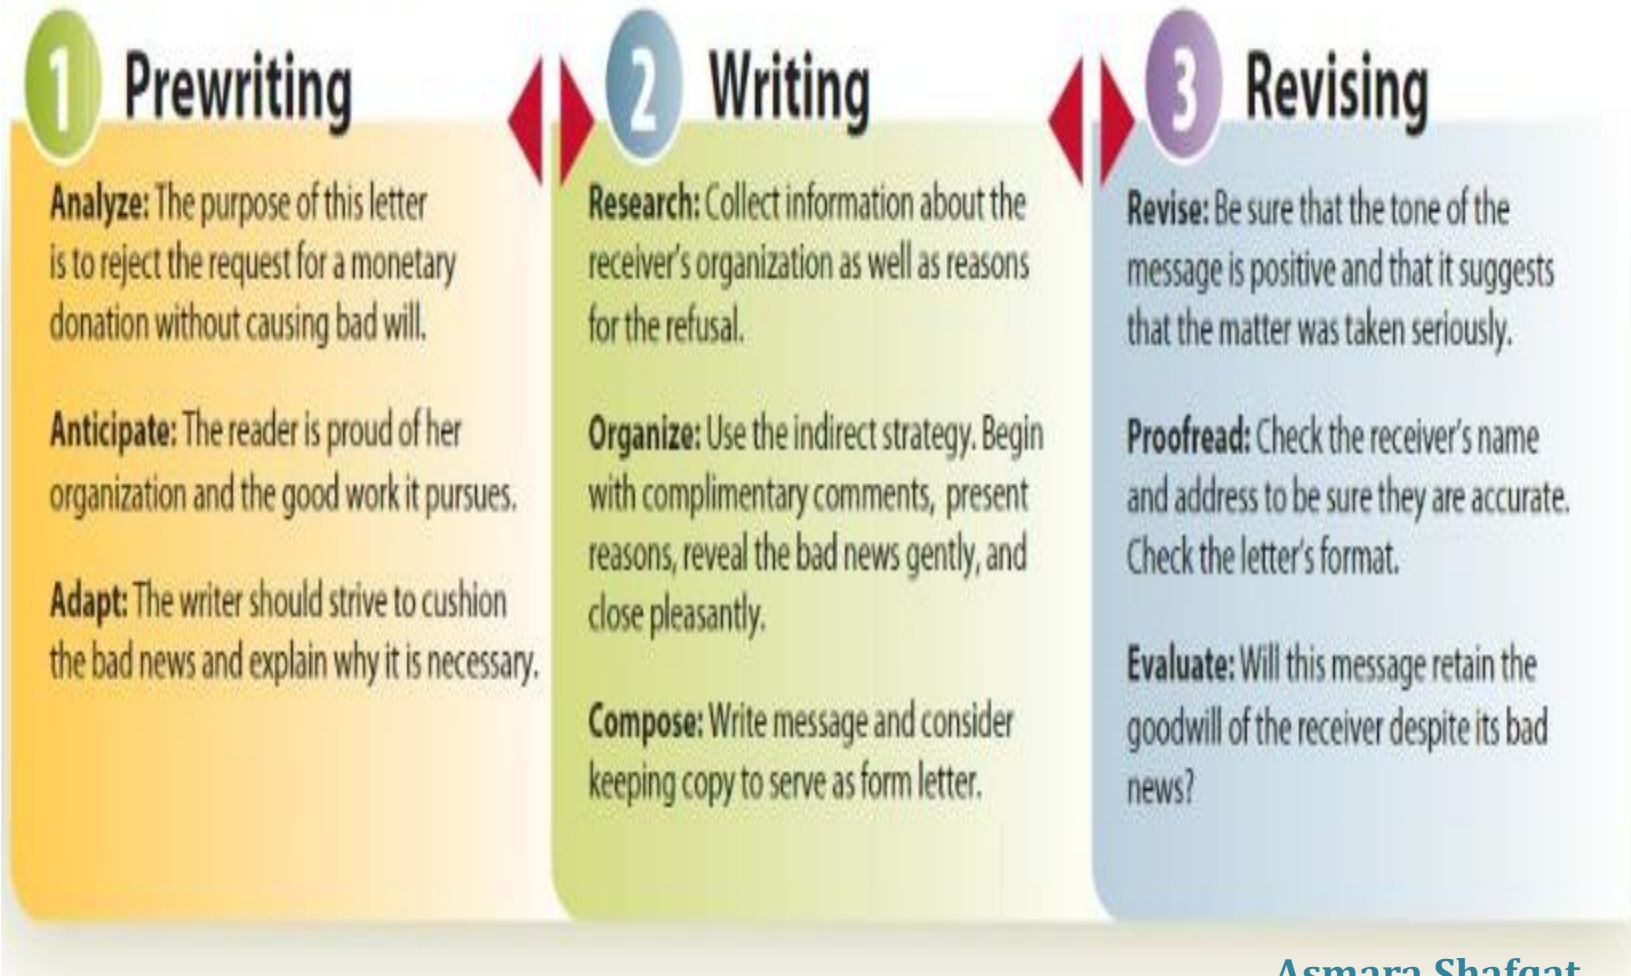 1 Prewriting
Analyze: The purpose of this letter
is to reject the request for a monetary
donation without causing bad will.
Anticipate: The reader is proud of her
organization and the good work it pursues.
Adapt: The writer should strive to cushion
the bad news and explain why it is necessary.
2 Writing
Research: Collect information about the
receiver's organization as well as reasons
for the refusal.
Organize: Use the indirect strategy. Begin
with complimentary comments, present
reasons, reveal the bad news gently, and
close pleasantly.
Compose: Write message and consider
keeping copy to serve as form letter.
3 Revising
Revise: Be sure that the tone of the
message is positive and that it suggests
that the matter was taken seriously.
Proofread: Check the receiver's name
and address to be sure they are accurate.
Check the letter's format.
Evaluate: Will this message retain the
goodwill of the receiver despite its bad
news?
Asmara Shafqat